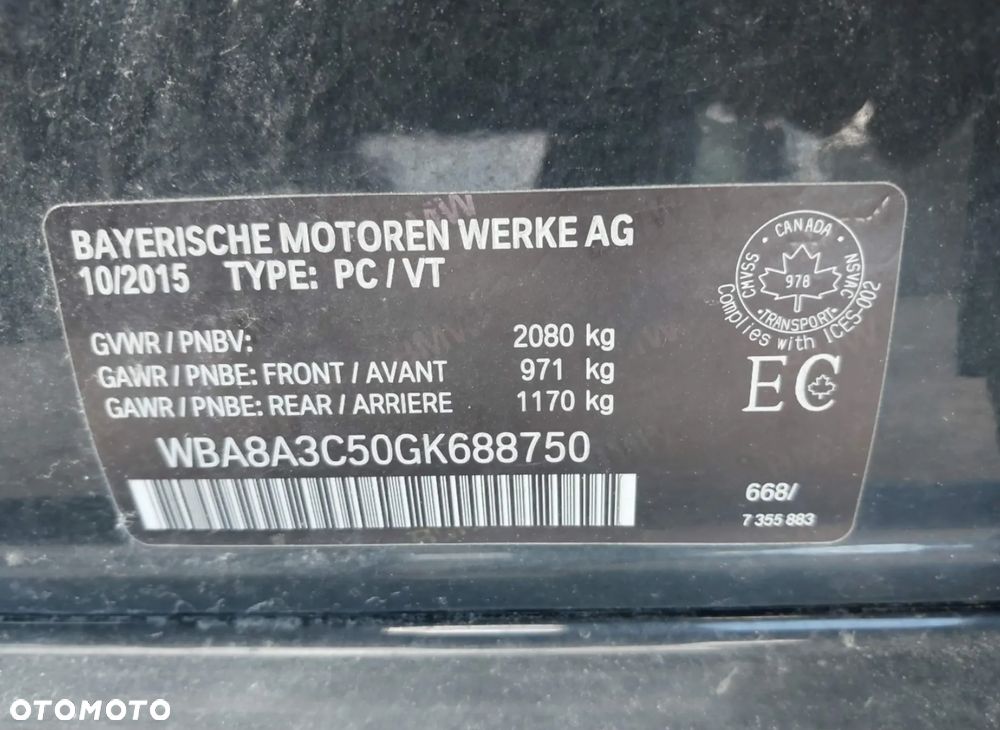 BAYERISCHE MOTOREN WERKE AG
10/2015 TYPE: PC / VT
GVWR / PNBV: 2080 kg
GAWR / PNBE: FRONT / AVANT 971 kg
GAWR / PNBE: REAR / ARRIERE 1170 kg
WBA8A3C50GK688750
CANADA
CMVSS
978
NSVAC
TRANSPORT
Complies with ICES-002
EC
668/
7 355 883
OTOMOTO